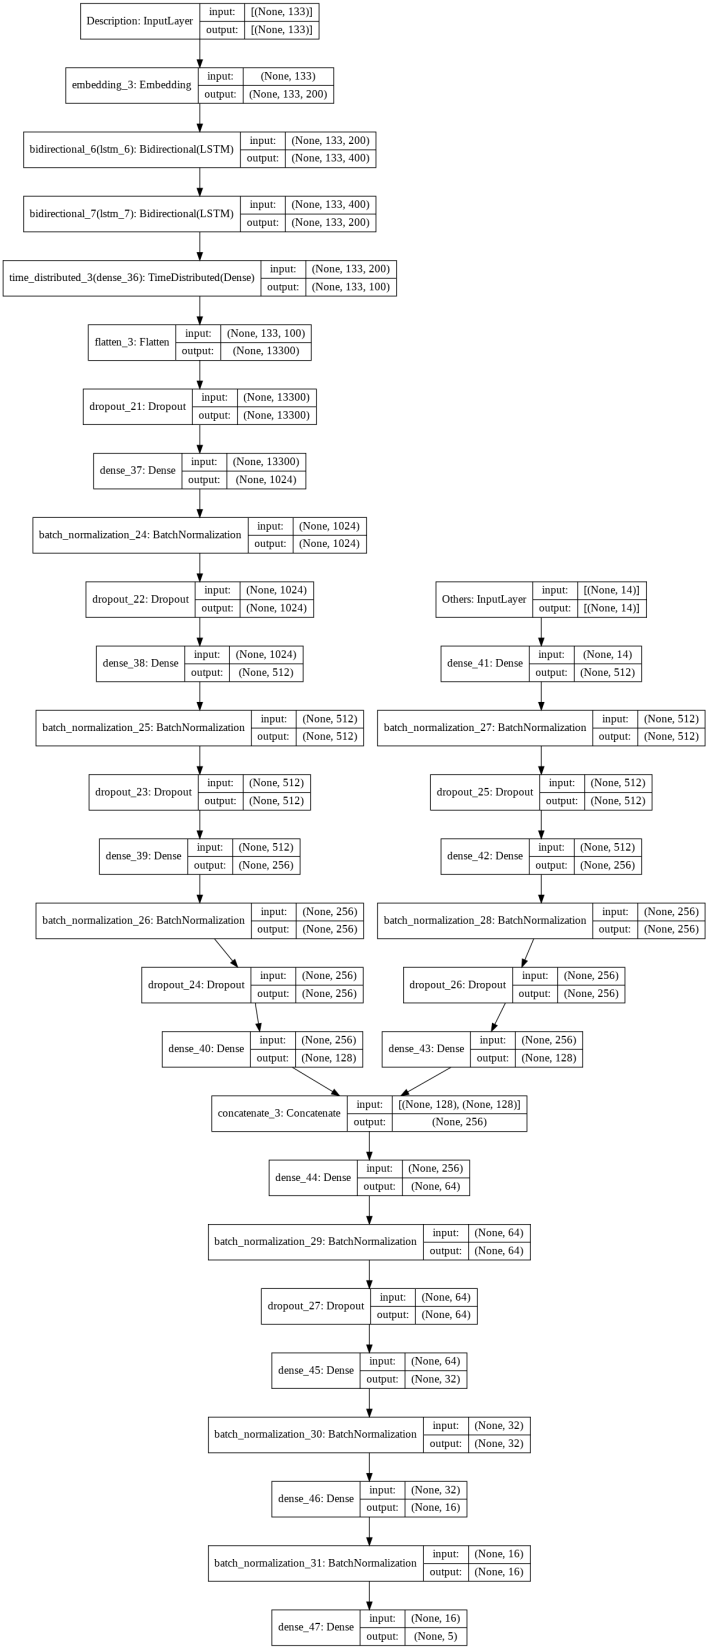 Description: InputLayer
input: [(None, 133)]
output: [(None, 133)]
embedding_3: Embedding
input: (None, 133)
output: (None, 133, 200)
bidirectional_6(lstm_6): Bidirectional(LSTM)
input: (None, 133, 200)
output: (None, 133, 400)
bidirectional_7(lstm_7): Bidirectional(LSTM)
input: (None, 133, 400)
output: (None, 133, 200)
time_distributed_3(dense_36): TimeDistributed(Dense)
input: (None, 133, 200)
output: (None, 133, 100)
flatten_3: Flatten
input: (None, 133, 100)
output: (None, 13300)
dropout_21: Dropout
input: (None, 13300)
output: (None, 13300)
dense_37: Dense
input: (None, 13300)
output: (None, 1024)
batch_normalization_24: BatchNormalization
input: (None, 1024)
output: (None, 1024)
dropout_22: Dropout
input: (None, 1024)
output: (None, 1024)
Others: InputLayer
input: [(None, 14)]
output: [(None, 14)]
dense_38: Dense
input: (None, 1024)
output: (None, 512)
dense_41: Dense
input: (None, 14)
output: (None, 512)
batch_normalization_25: BatchNormalization
input: (None, 512)
output: (None, 512)
batch_normalization_27: BatchNormalization
input: (None, 512)
output: (None, 512)
dropout_23: Dropout
input: (None, 512)
output: (None, 512)
dropout_25: Dropout
input: (None, 512)
output: (None, 512)
dense_39: Dense
input: (None, 512)
output: (None, 256)
dense_42: Dense
input: (None, 512)
output: (None, 256)
batch_normalization_26: BatchNormalization
input: (None, 256)
output: (None, 256)
batch_normalization_28: BatchNormalization
input: (None, 256)
output: (None, 256)
dropout_24: Dropout
input: (None, 256)
output: (None, 256)
dropout_26: Dropout
input: (None, 256)
output: (None, 256)
dense_40: Dense
input: (None, 256)
output: (None, 128)
dense_43: Dense
input: (None, 256)
output: (None, 128)
concatenate_3: Concatenate
input: [(None, 128), (None, 128)]
output: (None, 256)
dense_44: Dense
input: (None, 256)
output: (None, 64)
batch_normalization_29: BatchNormalization
input: (None, 64)
output: (None, 64)
dropout_27: Dropout
input: (None, 64)
output: (None, 64)
dense_45: Dense
input: (None, 64)
output: (None, 32)
batch_normalization_30: BatchNormalization
input: (None, 32)
output: (None, 32)
dense_46: Dense
input: (None, 32)
output: (None, 16)
batch_normalization_31: BatchNormalization
input: (None, 16)
output: (None, 16)
dense_47: Dense
input: (None, 16)
output: (None, 5)